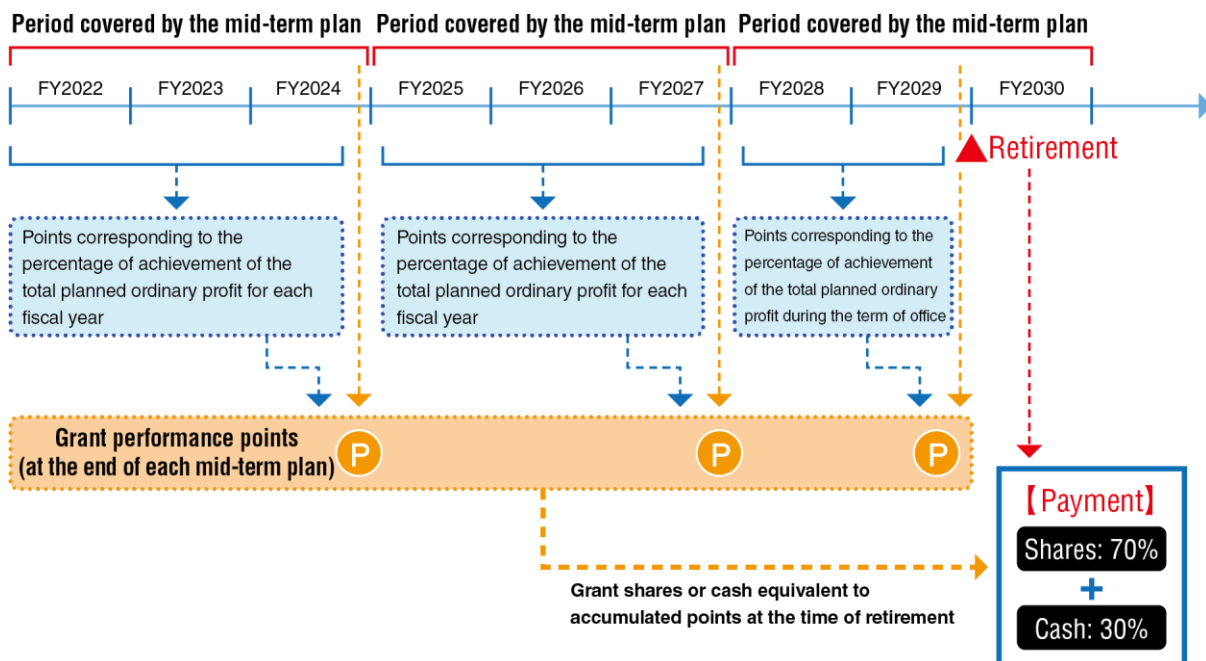 Period covered by the mid-term plan
Period covered by the mid-term plan
Period covered by the mid-term plan
FY2022
FY2023
FY2024
FY2025
FY2026
FY2027
FY2028
FY2029
FY2030
Retirement
Points corresponding to the
percentage of achievement of the
total planned ordinary profit for each
fiscal year
Points corresponding to the
percentage of achievement of the
total planned ordinary profit for each
fiscal year
Points corresponding to the
percentage of achievement
of the total planned ordinary
profit during the term of office
Grant performance points
(at the end of each mid-term plan)
P
P
P
Grant shares or cash equivalent to
accumulated points at the time of retirement
【Payment】
Shares: 70%
+
Cash: 30%